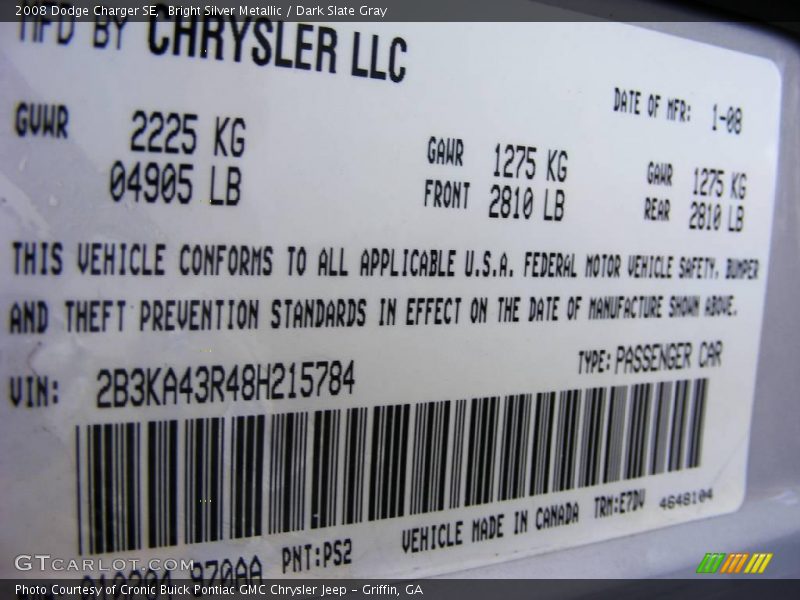 2008 Dodge Charger SE, Bright Silver Metallic / Dark Slate Gray
MFD BY CHRYSLER LLC
DATE OF MFR: 1-08
GVWR 2225 KG
04905 LB
GAWR 1275 KG
FRONT 2810 LB
GAWR 1275 KG
REAR 2810 LB
THIS VEHICLE CONFORMS TO ALL APPLICABLE U.S.A. FEDERAL MOTOR VEHICLE SAFETY, BUMPER
AND THEFT PREVENTION STANDARDS IN EFFECT ON THE DATE OF MANUFACTURE SHOWN ABOVE.
VIN: 2B3KA43R48H215784
TYPE: PASSENGER CAR
VEHICLE MADE IN CANADA TRM:E7DV 4648104
970AA PNT:PS2
GTCARLOT.COM
Photo Courtesy of Cronic Buick Pontiac GMC Chrysler Jeep - Griffin, GA